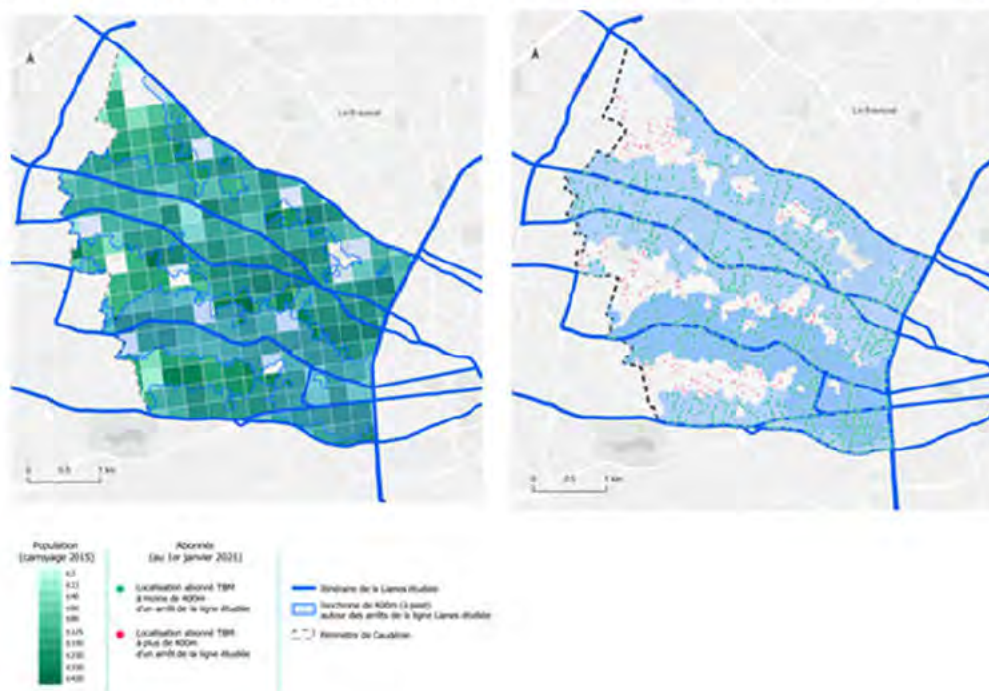 Le Bouscat
Le Bouscat
0 0.5 1 km
0 0.5 1 km
Population
(carroyage 2015)
Abonnés
(au 1er janvier 2021)
Localisation abonné TBM
à moins de 400m
d'un arrêt de la ligne étudiée
Localisation abonné TBM
à plus de 400m
d'un arrêt de la ligne étudiée
Itinéraire de la Lianes étudiée
Isochrone de 400m (à pied)
autour des arrêts de la ligne Lianes étudiée
Périmètre de Caudéran